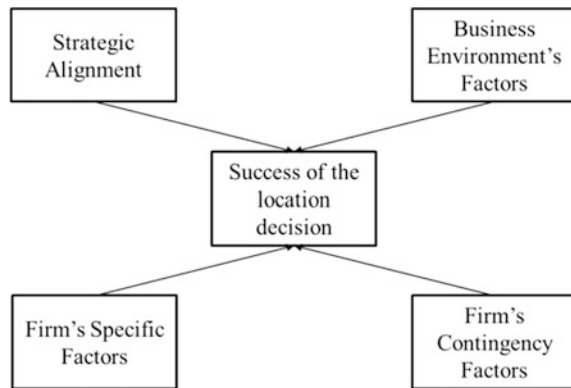 Strategic
Alignment
Business
Environment's
Factors
Success of the
location
decision
Firm's Specific
Factors
Firm's
Contingency
Factors